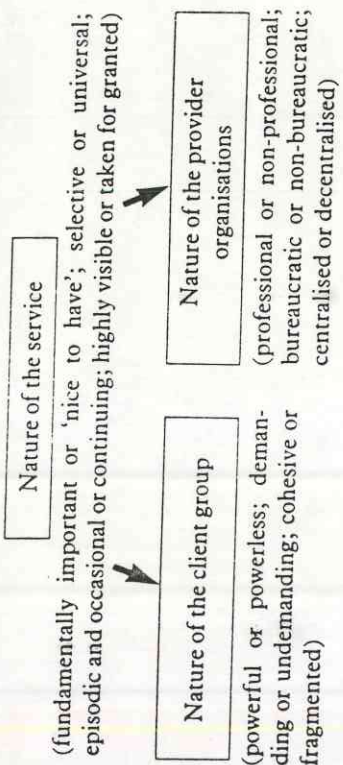 Nature of the service
(fundamentally important or ‘nice to have’; selective or universal;
episodic and occasional or continuing; highly visible or taken for granted)
Nature of the client group
(powerful or powerless; deman-
ding or undemanding; cohesive or
fragmented)
Nature of the provider
organisations
(professional or non-professional;
bureaucratic or non-bureaucratic;
centralised or decentralised)